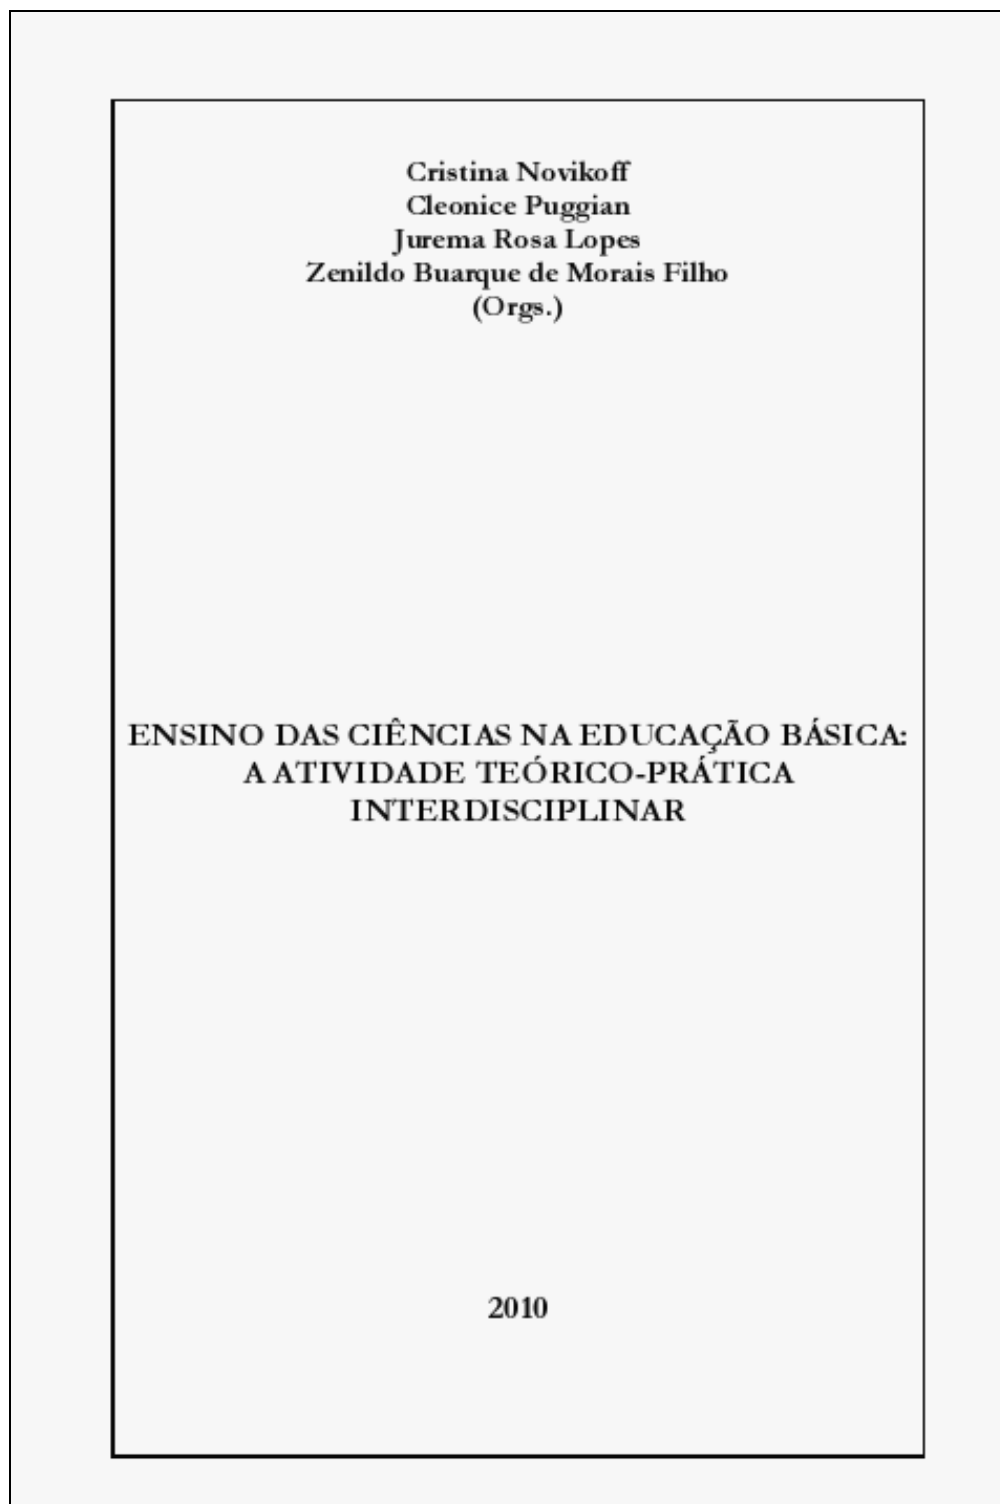 Cristina Novikoff
Cleonice Puggian
Jurema Rosa Lopes
Zenildo Buarque de Morais Filho
(Orgs.)
ENSINO DAS CIÊNCIAS NA EDUCAÇÃO BÁSICA:
A ATIVIDADE TEÓRICO-PRÁTICA
INTERDISCIPLINAR
2010